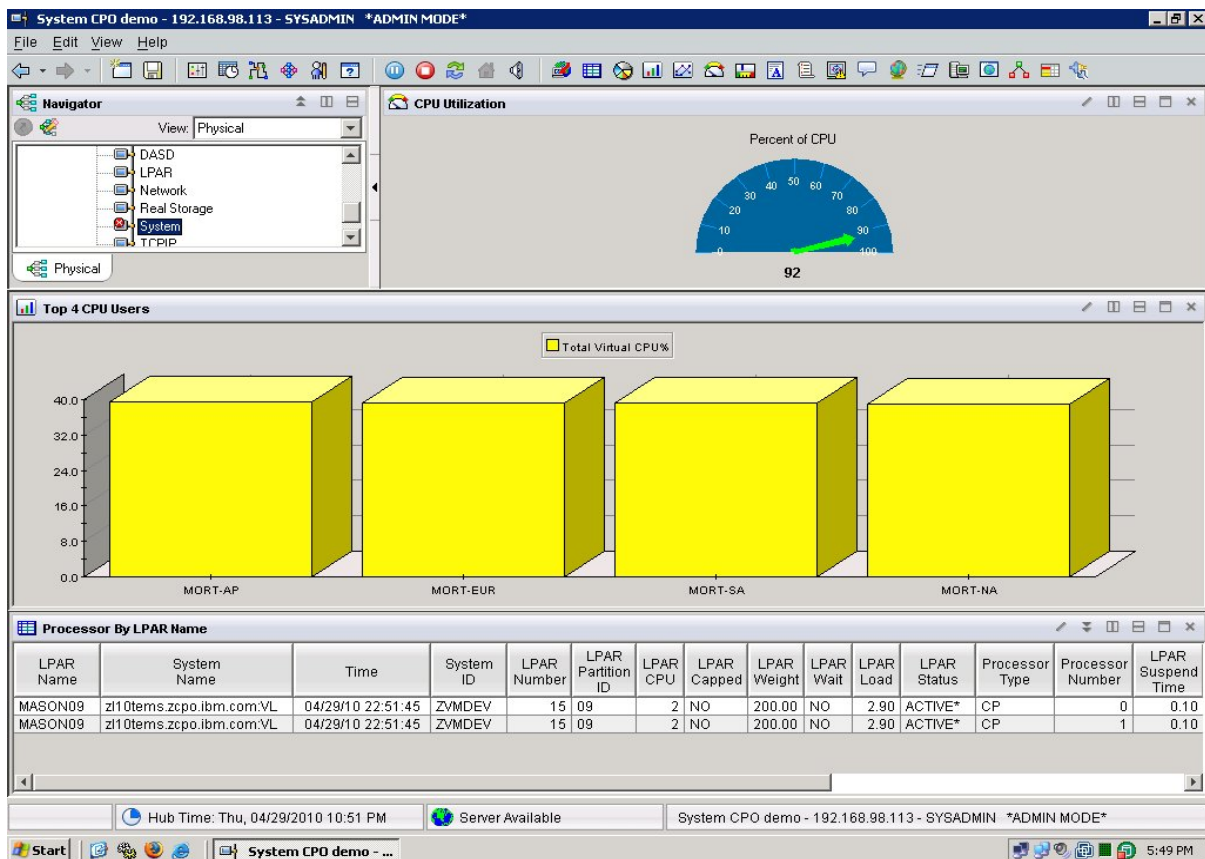 System CPO demo - 192.168.98.113 - SYSADMIN *ADMIN MODE*
File Edit View Help
Navigator
View: Physical
DASD
LPAR
Network
Real Storage
System
TCPIP
Physical
CPU Utilization
Percent of CPU
0 10 20 30 40 50 60 70 80 90 100
92
Top 4 CPU Users
Total Virtual CPU%
40.0
32.0
24.0
16.0
8.0
0.0
MORT-AP MORT-EUR MORT-SA MORT-NA
Processor By LPAR Name
LPAR Name System Name Time System ID LPAR Number LPAR Partition ID LPAR CPU LPAR Capped LPAR Weight LPAR Wait LPAR Load LPAR Status Processor Type Processor Number LPAR Suspend Time
MASON09 zl10tems.zcpo.ibm.com:VL 04/29/10 22:51:45 ZVMDEV 15 09 2 NO 200.00 NO 2.90 ACTIVE* CP 0 0.10
MASON09 zl10tems.zcpo.ibm.com:VL 04/29/10 22:51:45 ZVMDEV 15 09 2 NO 200.00 NO 2.90 ACTIVE* CP 1 0.10
Hub Time: Thu, 04/29/2010 10:51 PM Server Available System CPO demo - 192.168.98.113 - SYSADMIN *ADMIN MODE*
Start System CPO demo - ... 5:49 PM